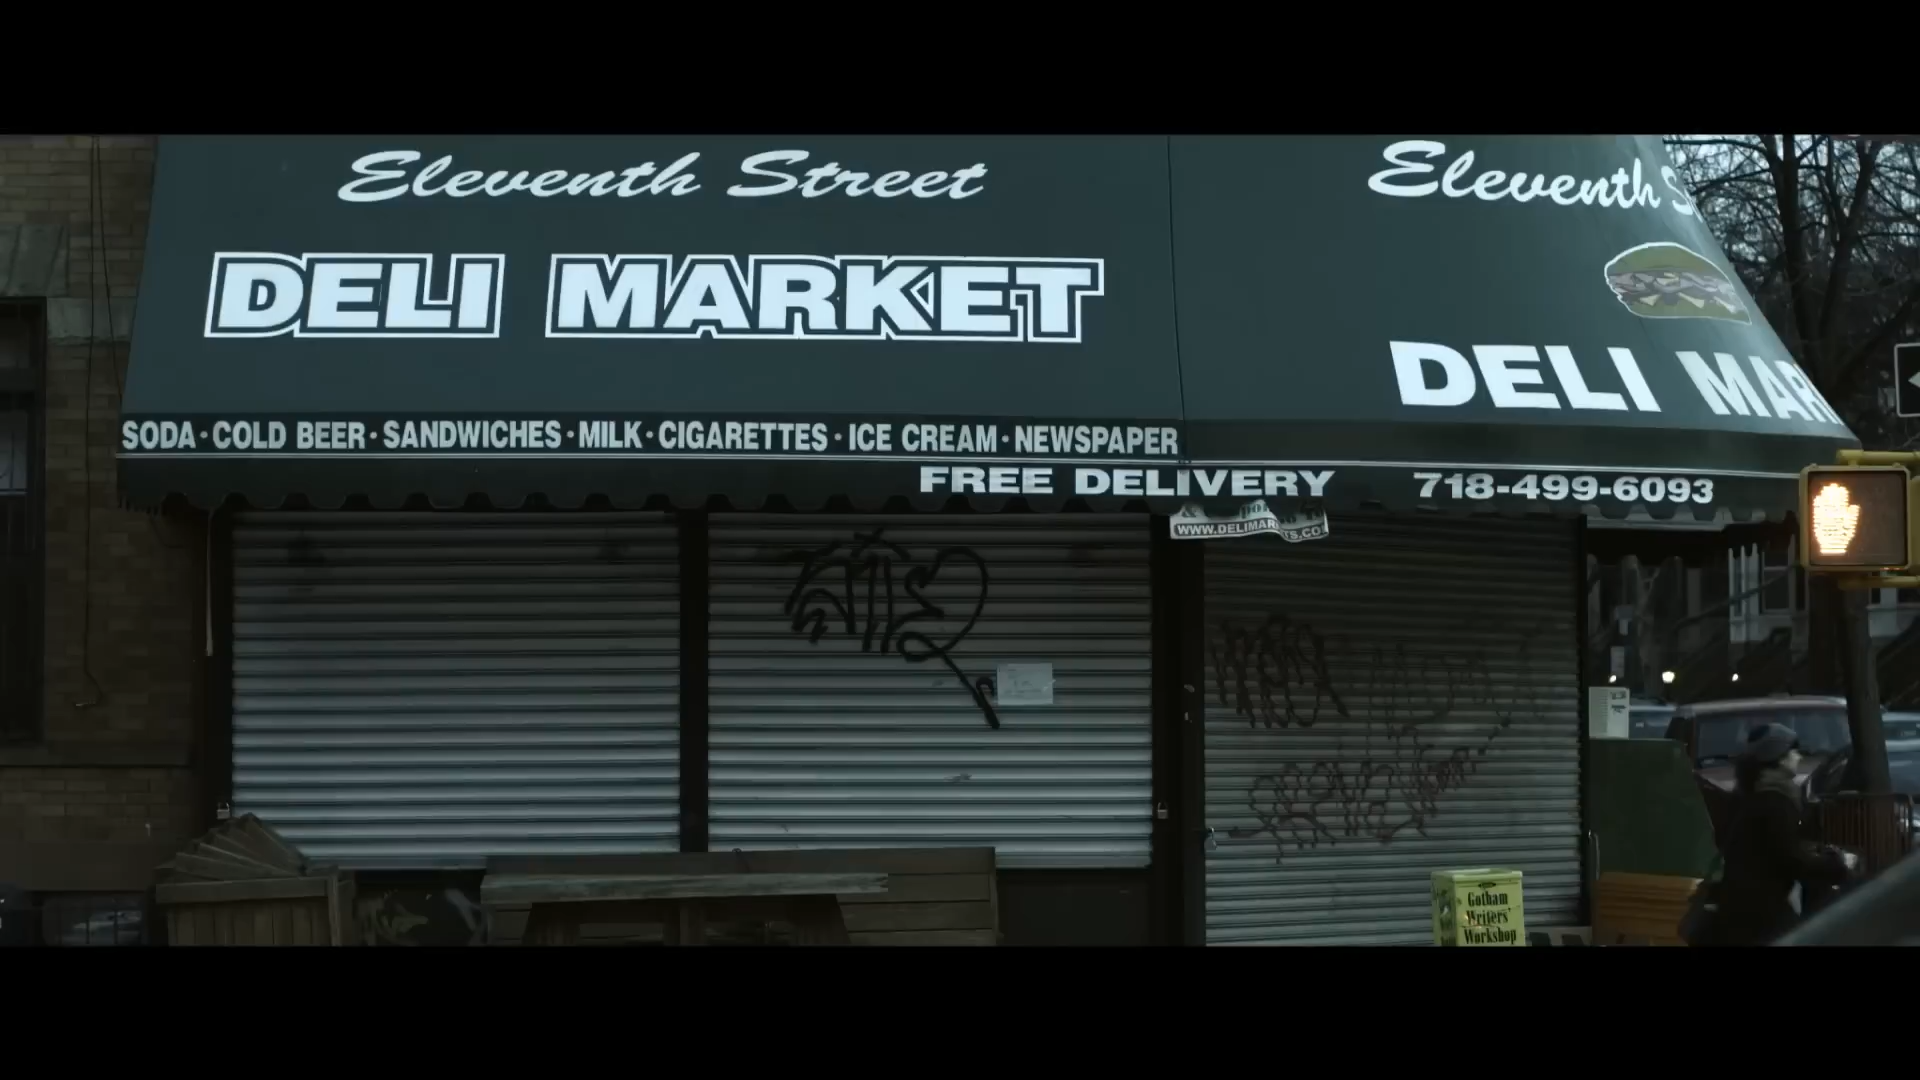 Eleventh Street
DELI MARKET
SODA · COLD BEER · SANDWICHES · MILK · CIGARETTES · ICE CREAM · NEWSPAPER
Eleventh
DELI MAR
FREE DELIVERY 718-499-6093
Gotham
Writers'
Workshop